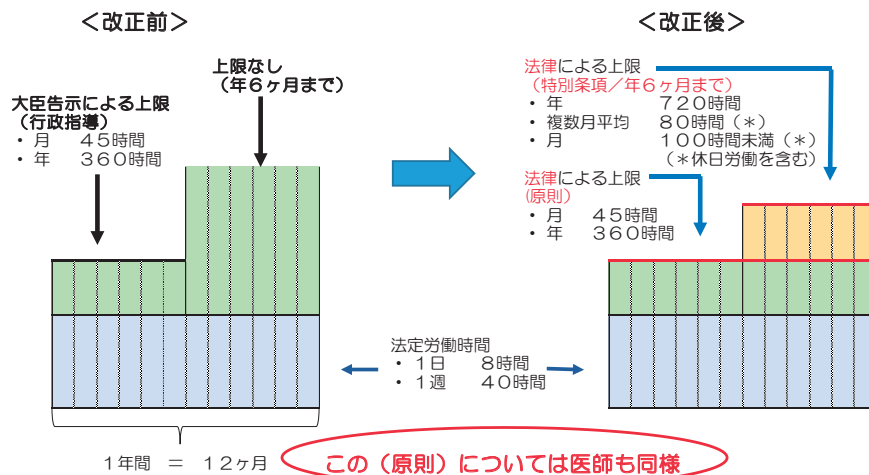 ＜改正前＞
上限なし
（年６ヶ月まで）
大臣告示による上限
（行政指導）
・ 月　４５時間
・ 年　３６０時間
＜改正後＞
法律による上限
（特別条項／年６ヶ月まで）
・ 年　７２０時間
・ 複数月平均　８０時間（＊）
・ 月　１００時間未満（＊）
（＊休日労働を含む）
法律による上限
(原則）
・ 月　４５時間
・ 年　３６０時間
法定労働時間
・ １日　８時間
・ １週　４０時間
１年間 ＝ １２ヶ月
この（原則）については医師も同様